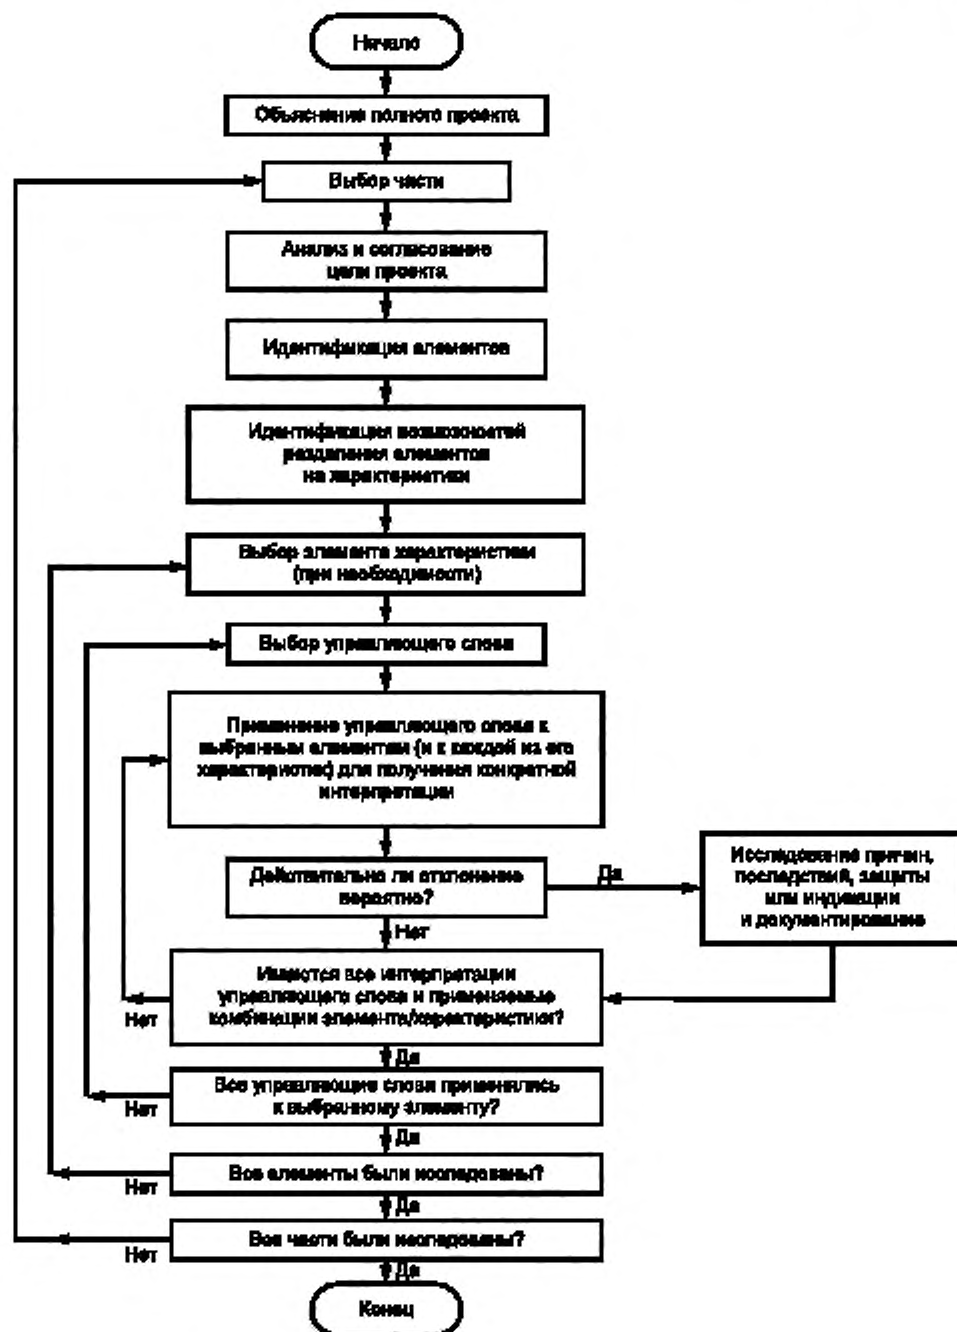 Начало
Объяснение полного проекта
Выбор части
Анализ и согласование
цели проекта
Идентификация элементов
Идентификация возможностей
разделения элементов
на характеристики
Выбор элемента характеристики
(при необходимости)
Выбор управляющего слова
Применение управляющего слова к
выбранным элементам (и к каждой из его
характеристик) для получения конкретной
интерпретации
Действительно ли отклонение
вероятно?
Да
Исследование причин,
последствий, защиты
или индикации
и документирование
Нет
Имеются все интерпретации
управляющего слова и применяемые
комбинации элемента/характеристики?
Нет
Да
Все управляющие слова применялись
к выбранному элементу?
Нет
Да
Все элементы были исследованы?
Нет
Да
Все части были исследованы?
Нет
Да
Конец